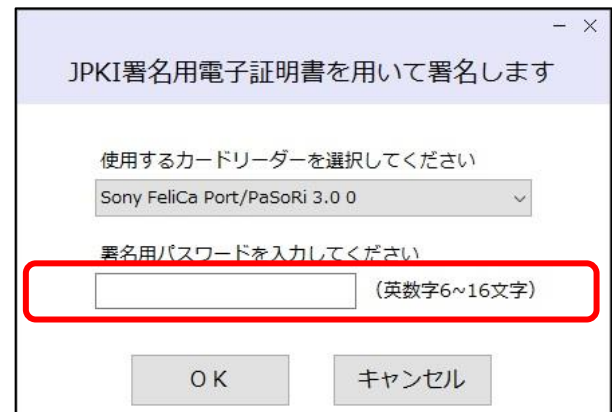 JPKI署名用電子証明書を用いて署名します
使用するカードリーダーを選択してください
Sony FeliCa Port/PaSoRi 3.0 0
署名用パスワードを入力してください
(英数字6~16文字)
OK
キャンセル